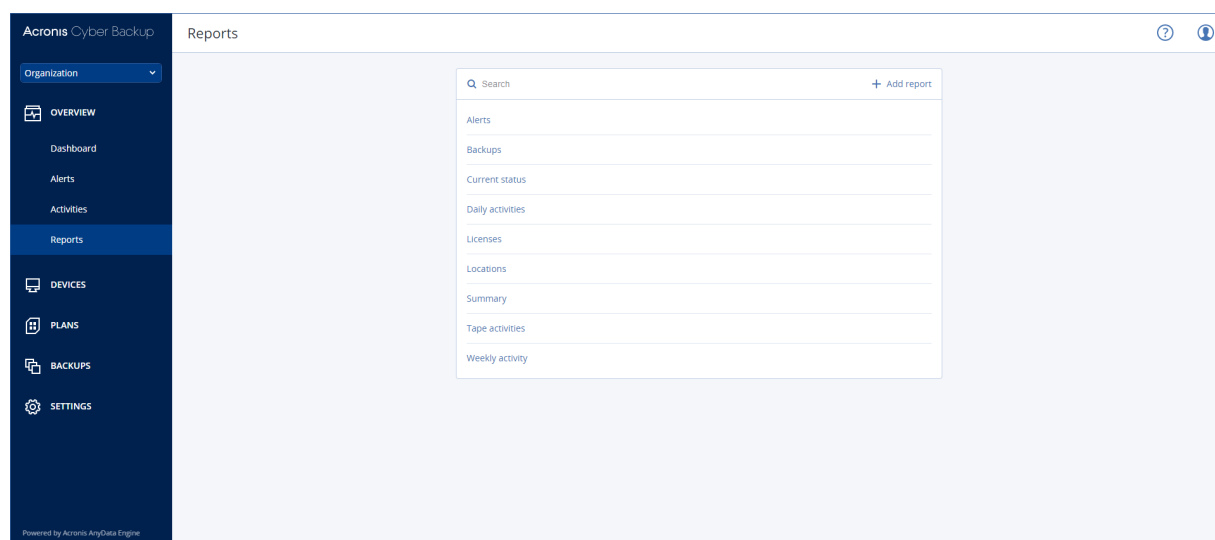 Acronis Cyber Backup
Reports
Organization
Search
+ Add report
OVERVIEW
Alerts
Dashboard
Backups
Alerts
Current status
Activities
Daily activities
Reports
Licenses
Locations
DEVICES
Summary
PLANS
Tape activities
Weekly activity
BACKUPS
SETTINGS
Powered by Acronis AnyData Engine